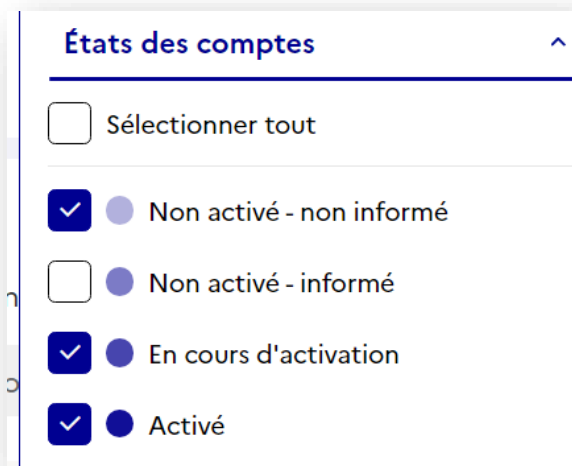 États des comptes
Sélectionner tout
Non activé - non informé
Non activé - informé
En cours d'activation
Activé